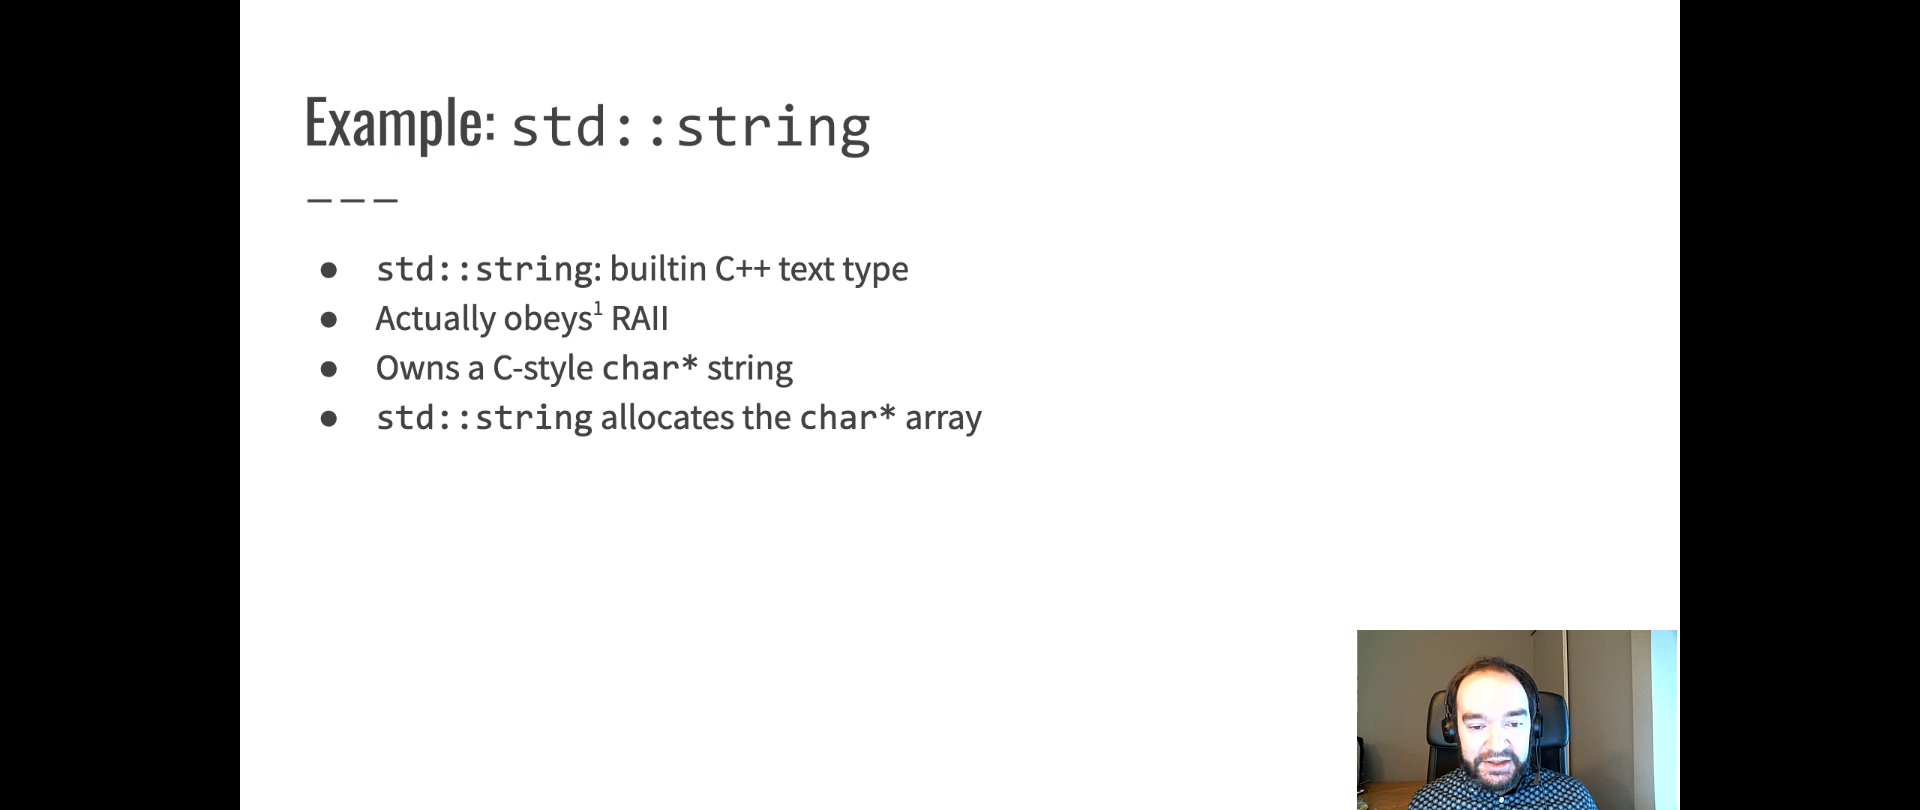 Example: std::string
———
● std::string: builtin C++ text type
● Actually obeys¹ RAII
● Owns a C-style char* string
● std::string allocates the char* array